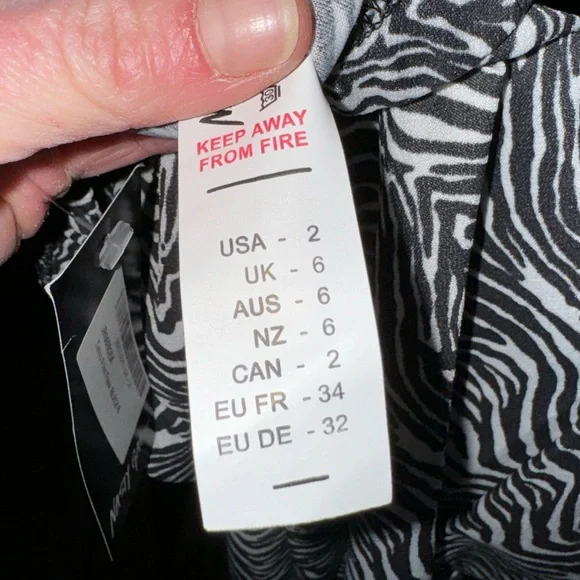 KEEP AWAY
FROM FIRE
USA - 2
UK - 6
AUS - 6
NZ - 6
CAN - 2
EU FR - 34
EU DE - 32